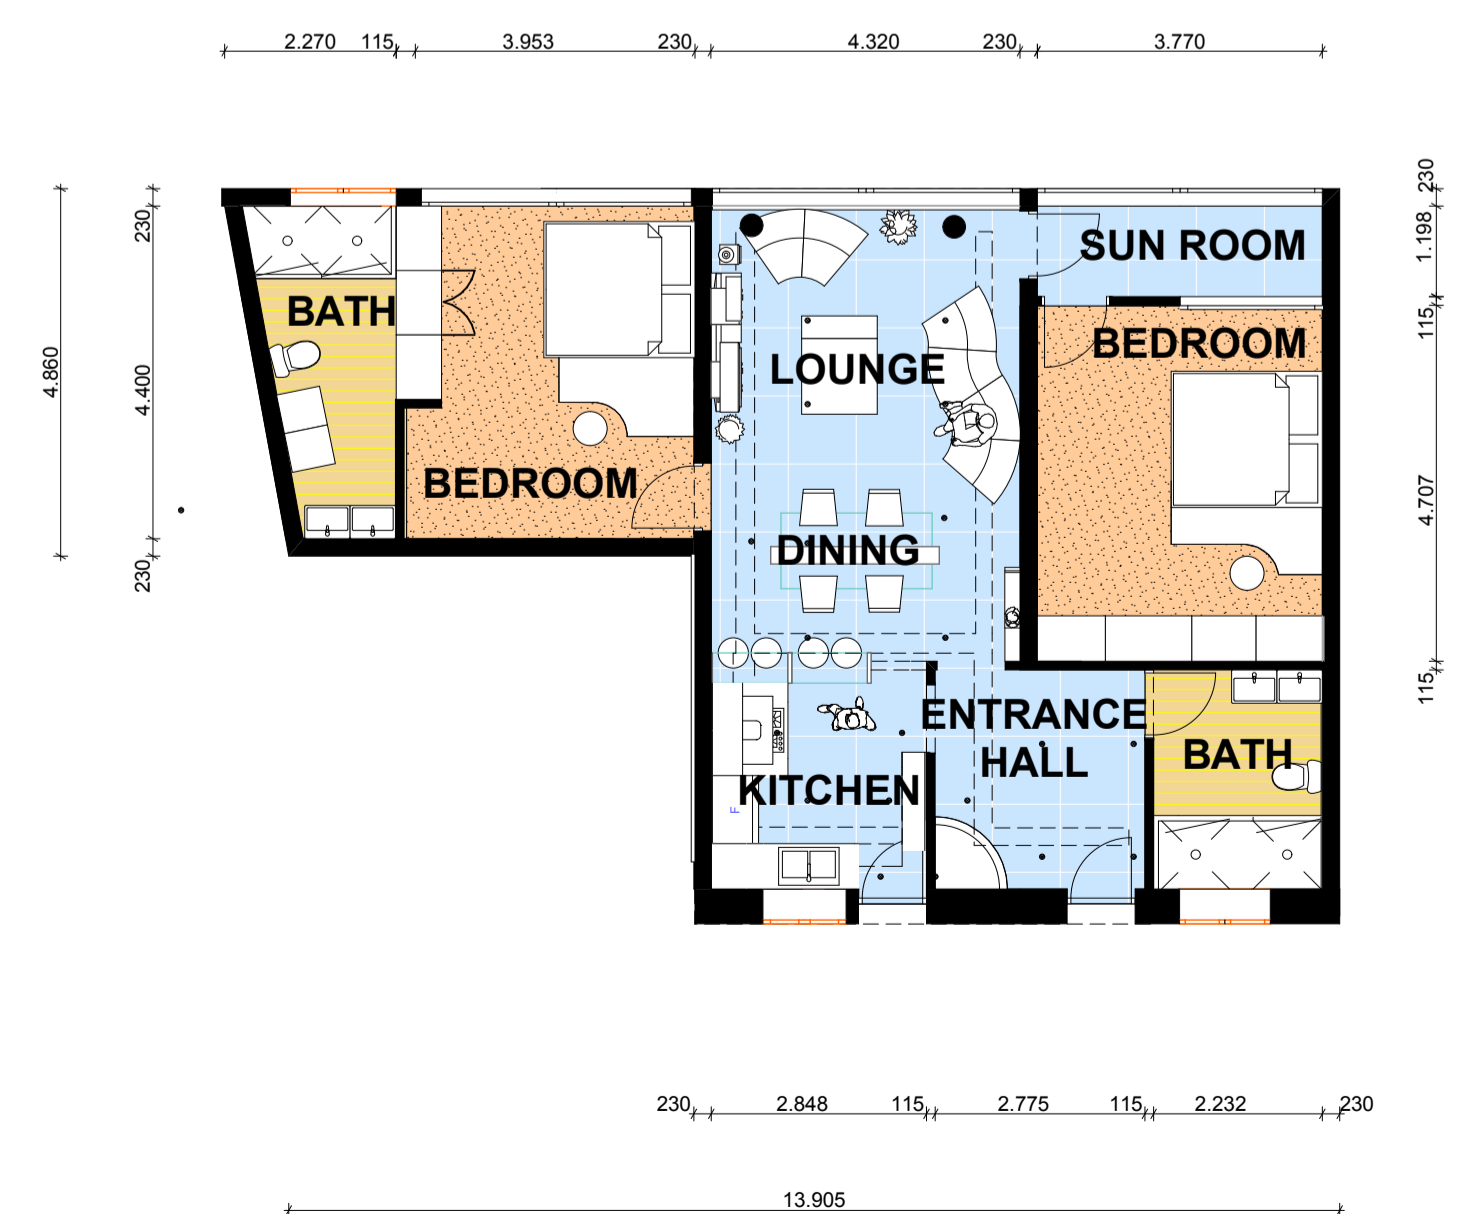 2.270 115 3.953 230 4.320 230 3.770
230
1.198
115
4.707
115
4.860
230
4.400
230
SUN ROOM
BATH
BEDROOM
LOUNGE
BEDROOM
DINING
ENTRANCE
HALL
BATH
KITCHEN
F
230 2.848 115 2.775 115 2.232 230
13.905